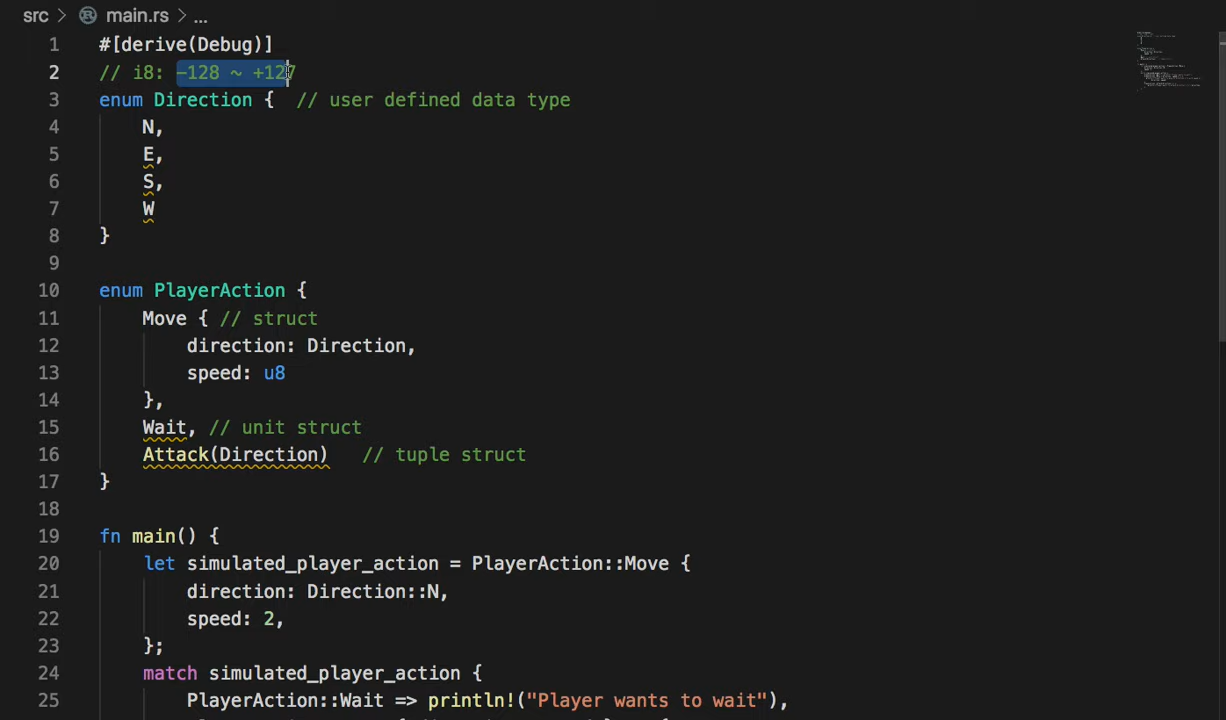 src > main.rs > ...
1 #[derive(Debug)]
2 // i8: -128 ~ +127
3 enum Direction { // user defined data type
4 N,
5 E,
6 S,
7 W
8 }
9
10 enum PlayerAction {
11 Move { // struct
12 direction: Direction,
13 speed: u8
14 },
15 Wait, // unit struct
16 Attack(Direction) // tuple struct
17 }
18
19 fn main() {
20 let simulated_player_action = PlayerAction::Move {
21 direction: Direction::N,
22 speed: 2,
23 };
24 match simulated_player_action {
25 PlayerAction::Wait => println!("Player wants to wait"),